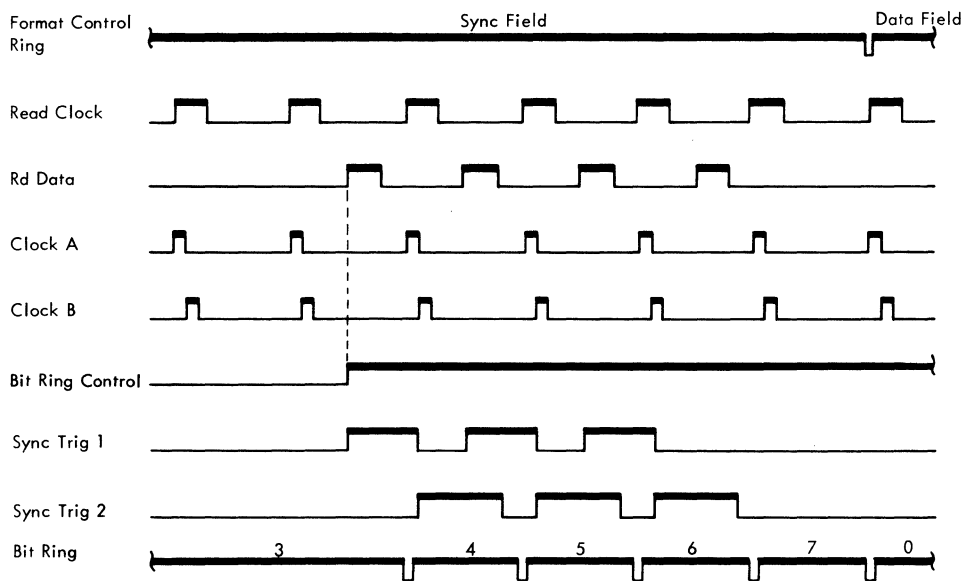 Format Control
Ring
Sync Field
Data Field
Read Clock
Rd Data
Clock A
Clock B
Bit Ring Control
Sync Trig 1
Sync Trig 2
Bit Ring
3 4 5 6 7 0